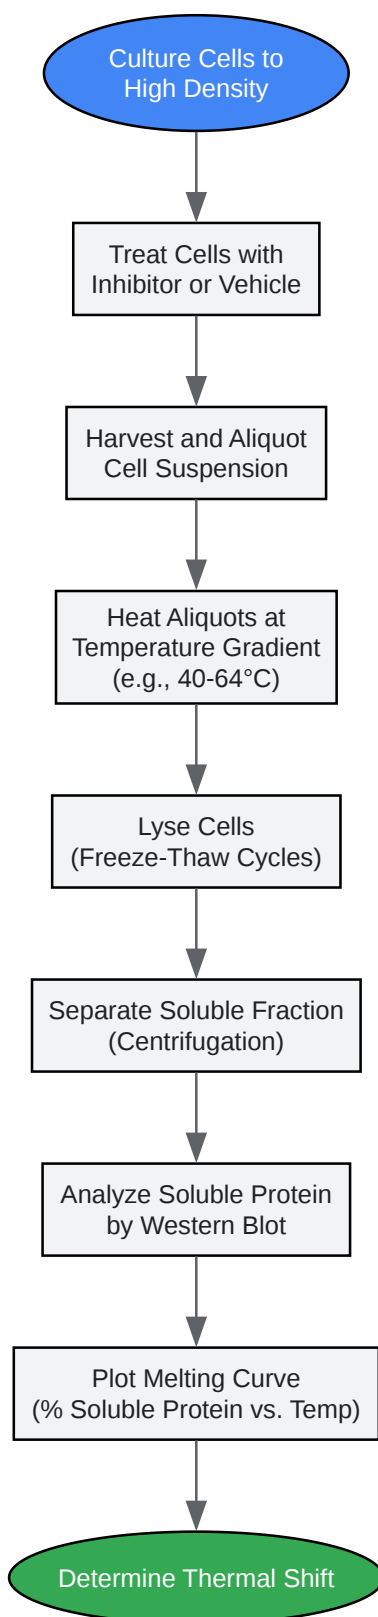 Culture Cells to
High Density
Treat Cells with
Inhibitor or Vehicle
Harvest and Aliquot
Cell Suspension
Heat Aliquots at
Temperature Gradient
(e.g., 40-64°C)
Lyse Cells
(Freeze-Thaw Cycles)
Separate Soluble Fraction
(Centrifugation)
Analyze Soluble Protein
by Western Blot
Plot Melting Curve
(% Soluble Protein vs. Temp)
Determine Thermal Shift